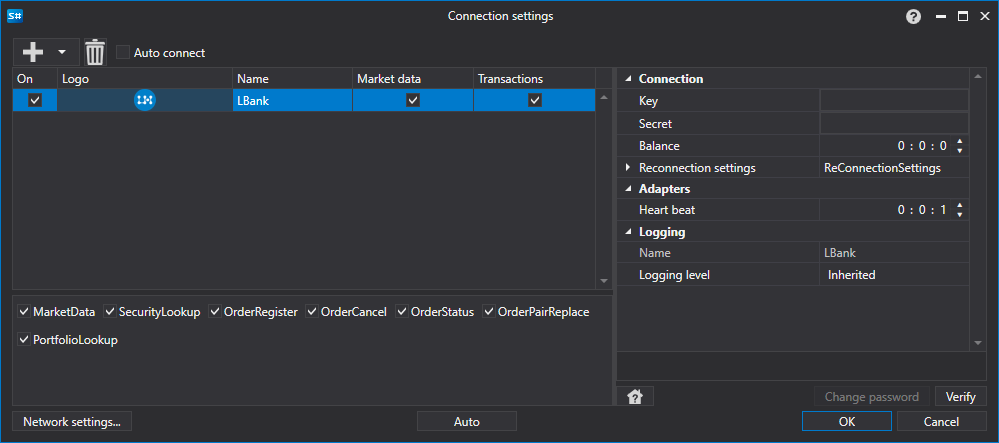 S#
Connection settings
?
Auto connect
On Logo Name Market data Transactions
LBank
MarketData SecurityLookup OrderRegister OrderCancel OrderStatus OrderPairReplace
PortfolioLookup
Connection
Key
Secret
Balance 0 : 0 : 0
Reconnection settings ReConnectionSettings
Adapters
Heart beat 0 : 0 : 1
Logging
Name LBank
Logging level Inherited
?
Change password Verify
Network settings... Auto OK Cancel